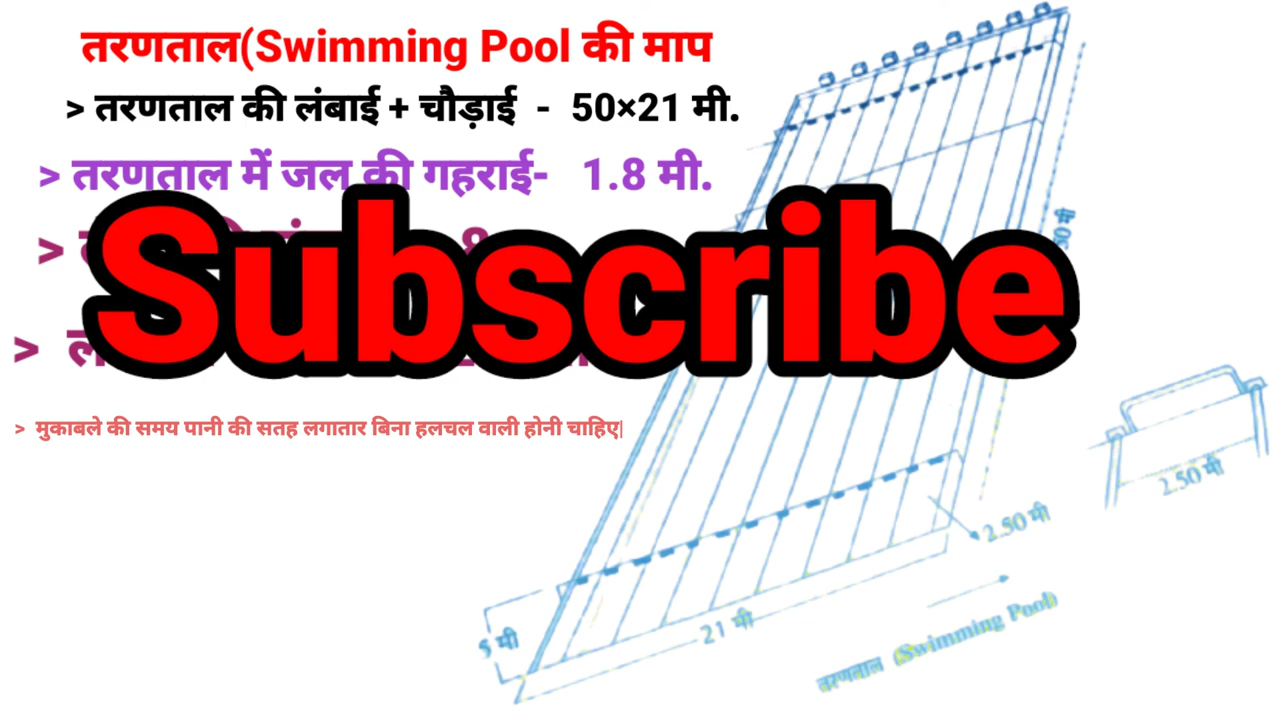 तरणताल(Swimming Pool की माप
> तरणताल की लंबाई + चौड़ाई - 50×21 मी.
> तरणताल में जल की गहराई- 1.8 मी.
>
Subscribe
>
> मुकाबले की समय पानी की सतह लगातार बिना हलचल वाली होनी चाहिए
50 मी
2.50 मी
2.50 मी
5 मी
21 मी
तरणताल (Swimming Pool)